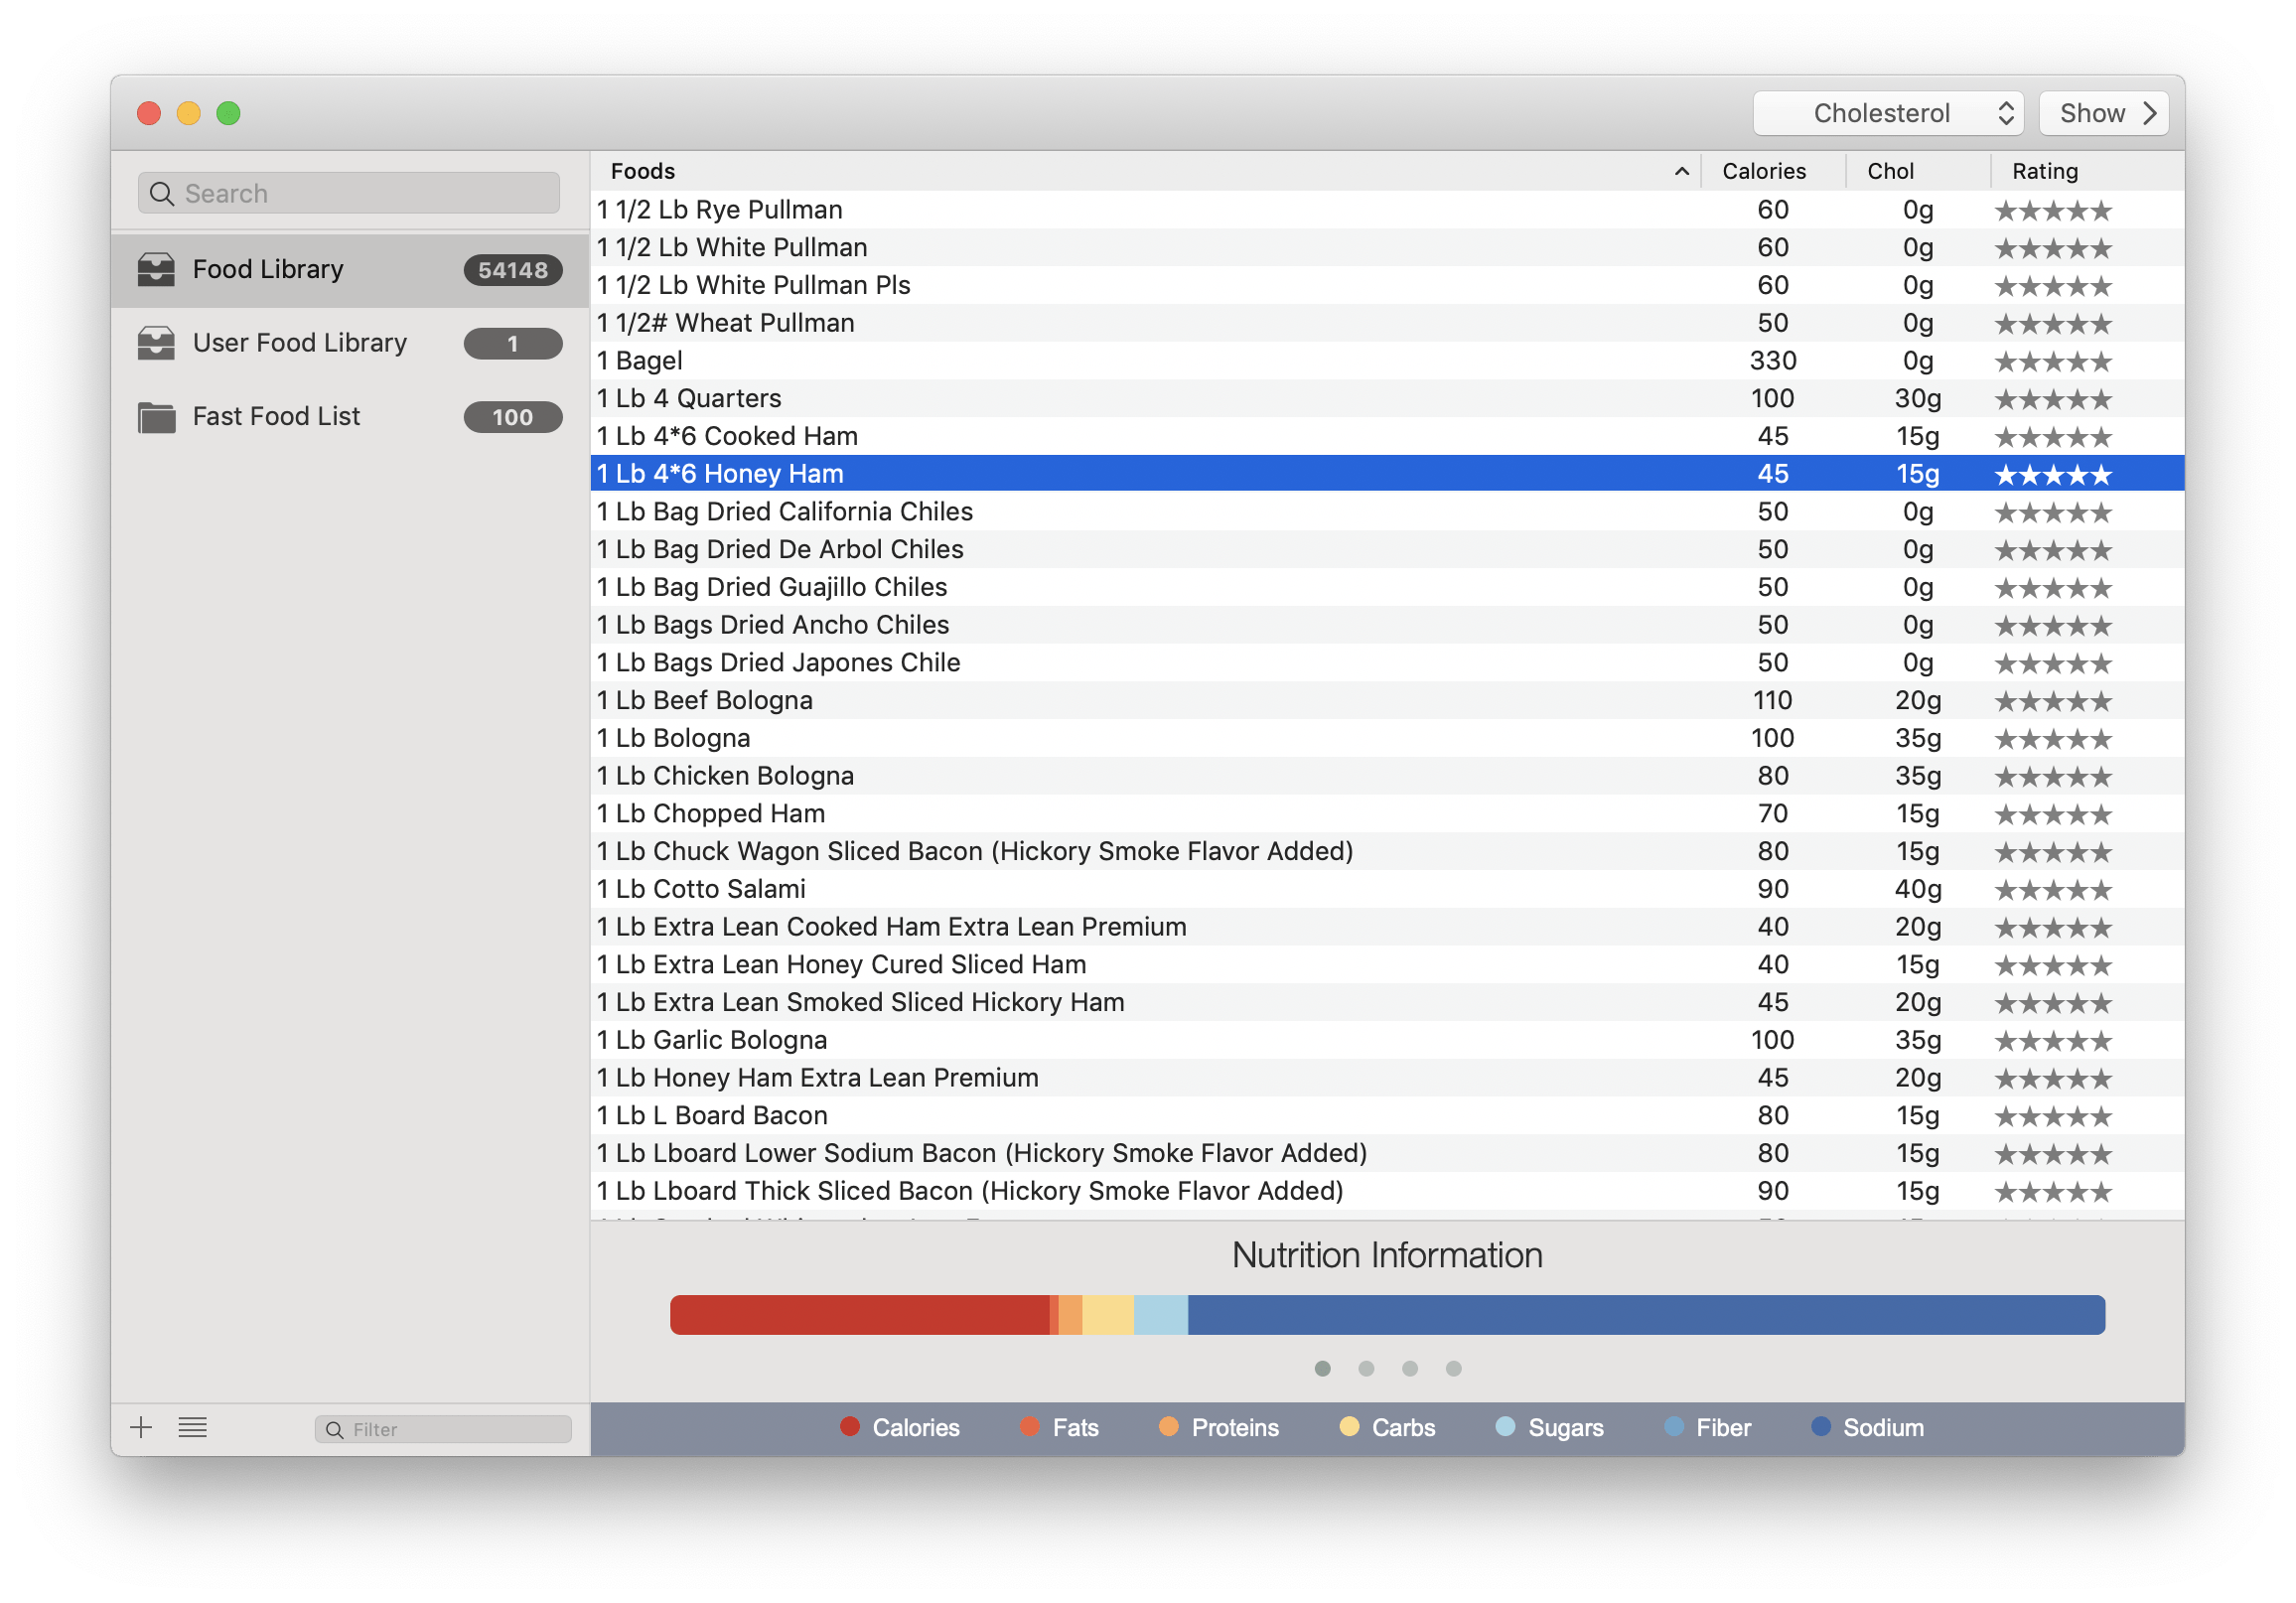 Cholesterol Show
Search
Food Library 54148
User Food Library 1
Fast Food List 100
Foods Calories Chol Rating
1 1/2 Lb Rye Pullman 60 0g ★★★★★
1 1/2 Lb White Pullman 60 0g ★★★★★
1 1/2 Lb White Pullman Pls 60 0g ★★★★★
1 1/2# Wheat Pullman 50 0g ★★★★★
1 Bagel 330 0g ★★★★★
1 Lb 4 Quarters 100 30g ★★★★★
1 Lb 4*6 Cooked Ham 45 15g ★★★★★
1 Lb 4*6 Honey Ham 45 15g ★★★★★
1 Lb Bag Dried California Chiles 50 0g ★★★★★
1 Lb Bag Dried De Arbol Chiles 50 0g ★★★★★
1 Lb Bag Dried Guajillo Chiles 50 0g ★★★★★
1 Lb Bags Dried Ancho Chiles 50 0g ★★★★★
1 Lb Bags Dried Japones Chile 50 0g ★★★★★
1 Lb Beef Bologna 110 20g ★★★★★
1 Lb Bologna 100 35g ★★★★★
1 Lb Chicken Bologna 80 35g ★★★★★
1 Lb Chopped Ham 70 15g ★★★★★
1 Lb Chuck Wagon Sliced Bacon (Hickory Smoke Flavor Added) 80 15g ★★★★★
1 Lb Cotto Salami 90 40g ★★★★★
1 Lb Extra Lean Cooked Ham Extra Lean Premium 40 20g ★★★★★
1 Lb Extra Lean Honey Cured Sliced Ham 40 15g ★★★★★
1 Lb Extra Lean Smoked Sliced Hickory Ham 45 20g ★★★★★
1 Lb Garlic Bologna 100 35g ★★★★★
1 Lb Honey Ham Extra Lean Premium 45 20g ★★★★★
1 Lb L Board Bacon 80 15g ★★★★★
1 Lb Lboard Lower Sodium Bacon (Hickory Smoke Flavor Added) 80 15g ★★★★★
1 Lb Lboard Thick Sliced Bacon (Hickory Smoke Flavor Added) 90 15g ★★★★★
Nutrition Information
Filter
Calories Fats Proteins Carbs Sugars Fiber Sodium